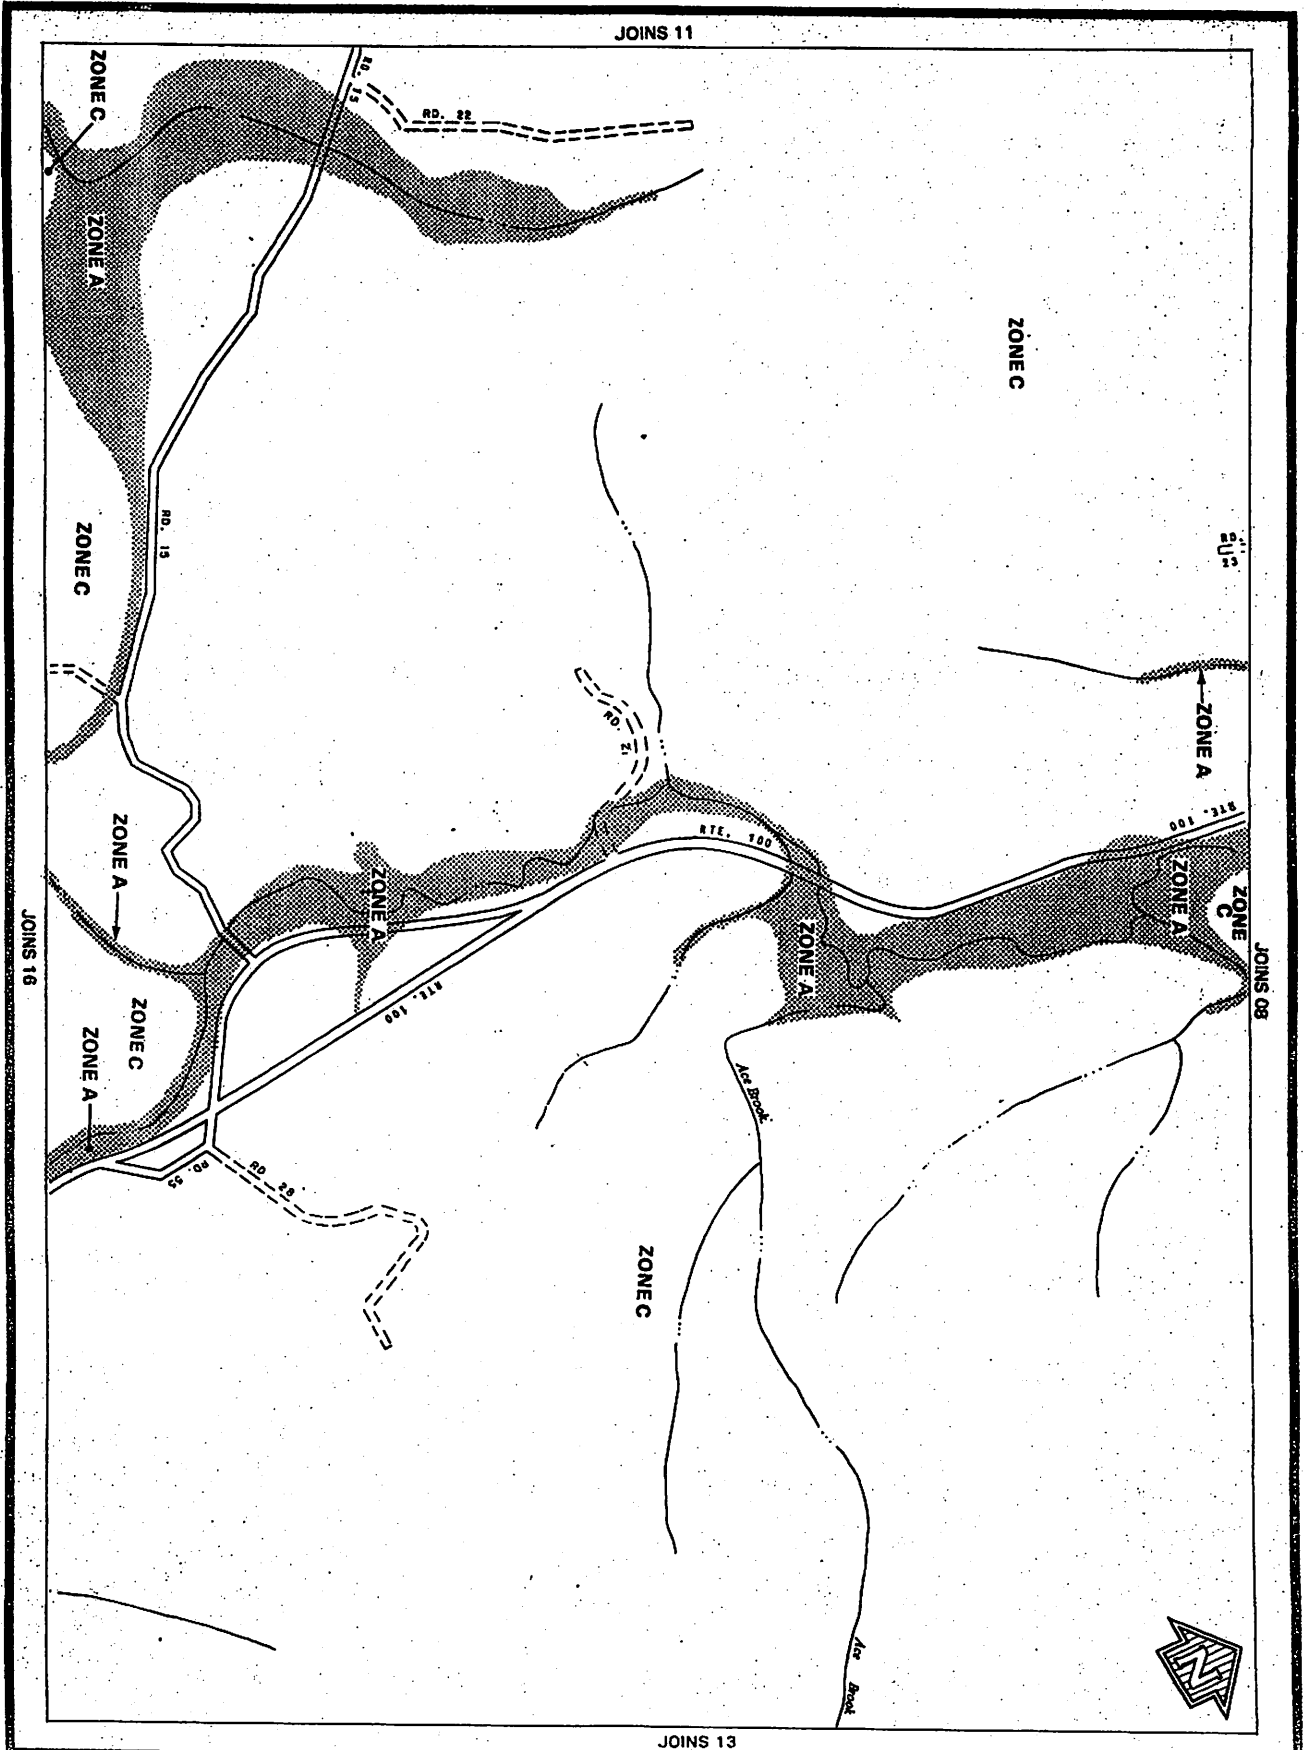 JOINS 11
ZONE C
RD. 15
RD. 22
ZONE A
ZONE C
RD. 15
ZONE C
RD.
23
ZONE A
RD. 21
RTE. 100
RTE. 100
ZONE A
ZONE A
ZONE A
ZONE
C
ZONE A
JOINS 16
JOINS 08
ZONE C
ZONE A
RTE. 100
Ace Brook
RD. 55
RD. 28
ZONE C
Ace Brook
N
JOINS 13